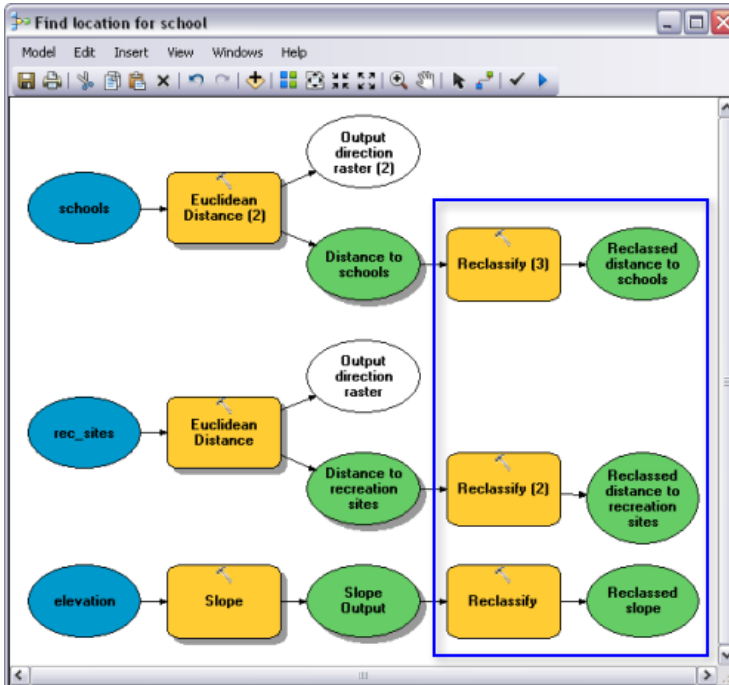 Find location for school
Model Edit Insert View Windows Help
Output
direction
raster (2)
schools
Euclidean
Distance (2)
Distance to
schools
Reclassify (3)
Reclassed
distance to
schools
Output
direction
raster
rec_sites
Euclidean
Distance
Distance to
recreation
sites
Reclassify (2)
Reclassed
distance to
recreation
sites
elevation
Slope
Slope
Output
Reclassify
Reclassed
slope